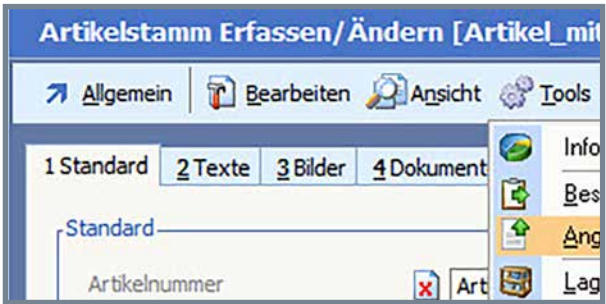 Artikelstamm Erfassen/Ändern [Artikel_mit
Allgemein Bearbeiten Ansicht Tools
1 Standard 2 Texte 3 Bilder 4 Dokument
Info
Bes
Standard
Ang
Artikelnummer Art
Lag